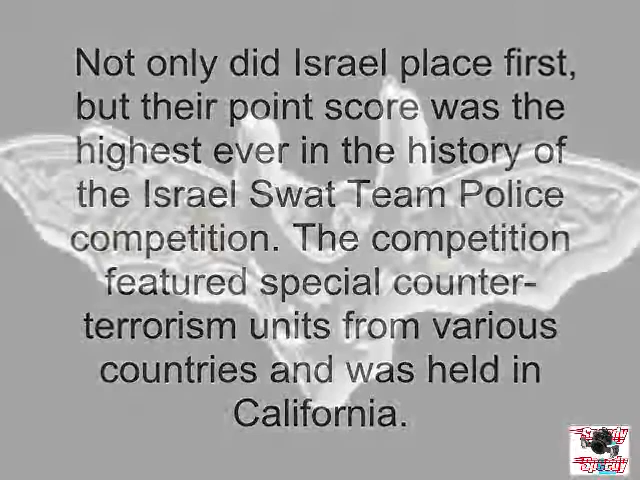 Not only did Israel place first,
but their point score was the
highest ever in the history of
the Israel Swat Team Police
competition. The competition
featured special counter-
terrorism units from various
countries and was held in
California.
Speedy